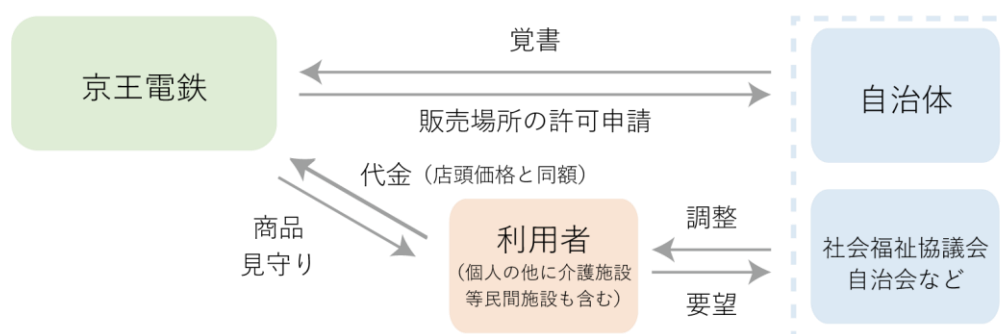 覚書
京王電鉄
自治体
販売場所の許可申請
代金（店頭価格と同額）
商品
見守り
利用者
（個人の他に介護施設
等民間施設も含む）
調整
要望
社会福祉協議会
自治会など